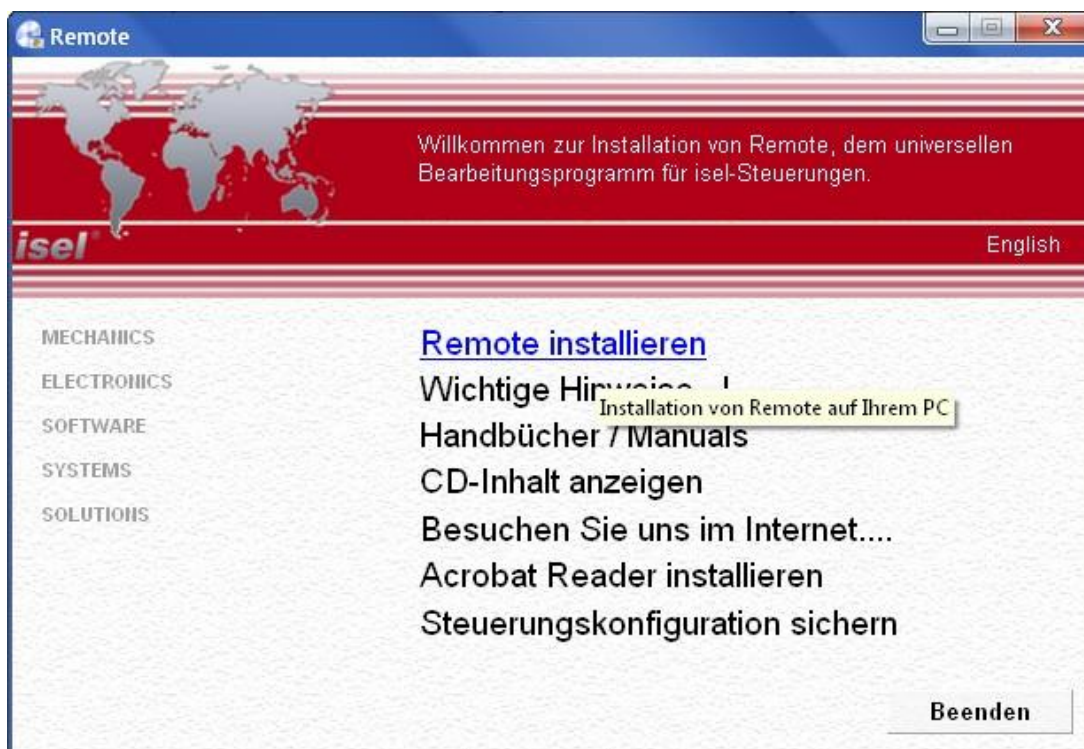 Remote
Willkommen zur Installation von Remote, dem universellen
Bearbeitungsprogramm für isel-Steuerungen.
isel®
English
MECHANICS
ELECTRONICS
SOFTWARE
SYSTEMS
SOLUTIONS
Remote installieren
Wichtige
Installation von Remote auf Ihrem PC
Handbücher / Manuals
CD-Inhalt anzeigen
Besuchen Sie uns im Internet....
Acrobat Reader installieren
Steuerungskonfiguration sichern
Beenden